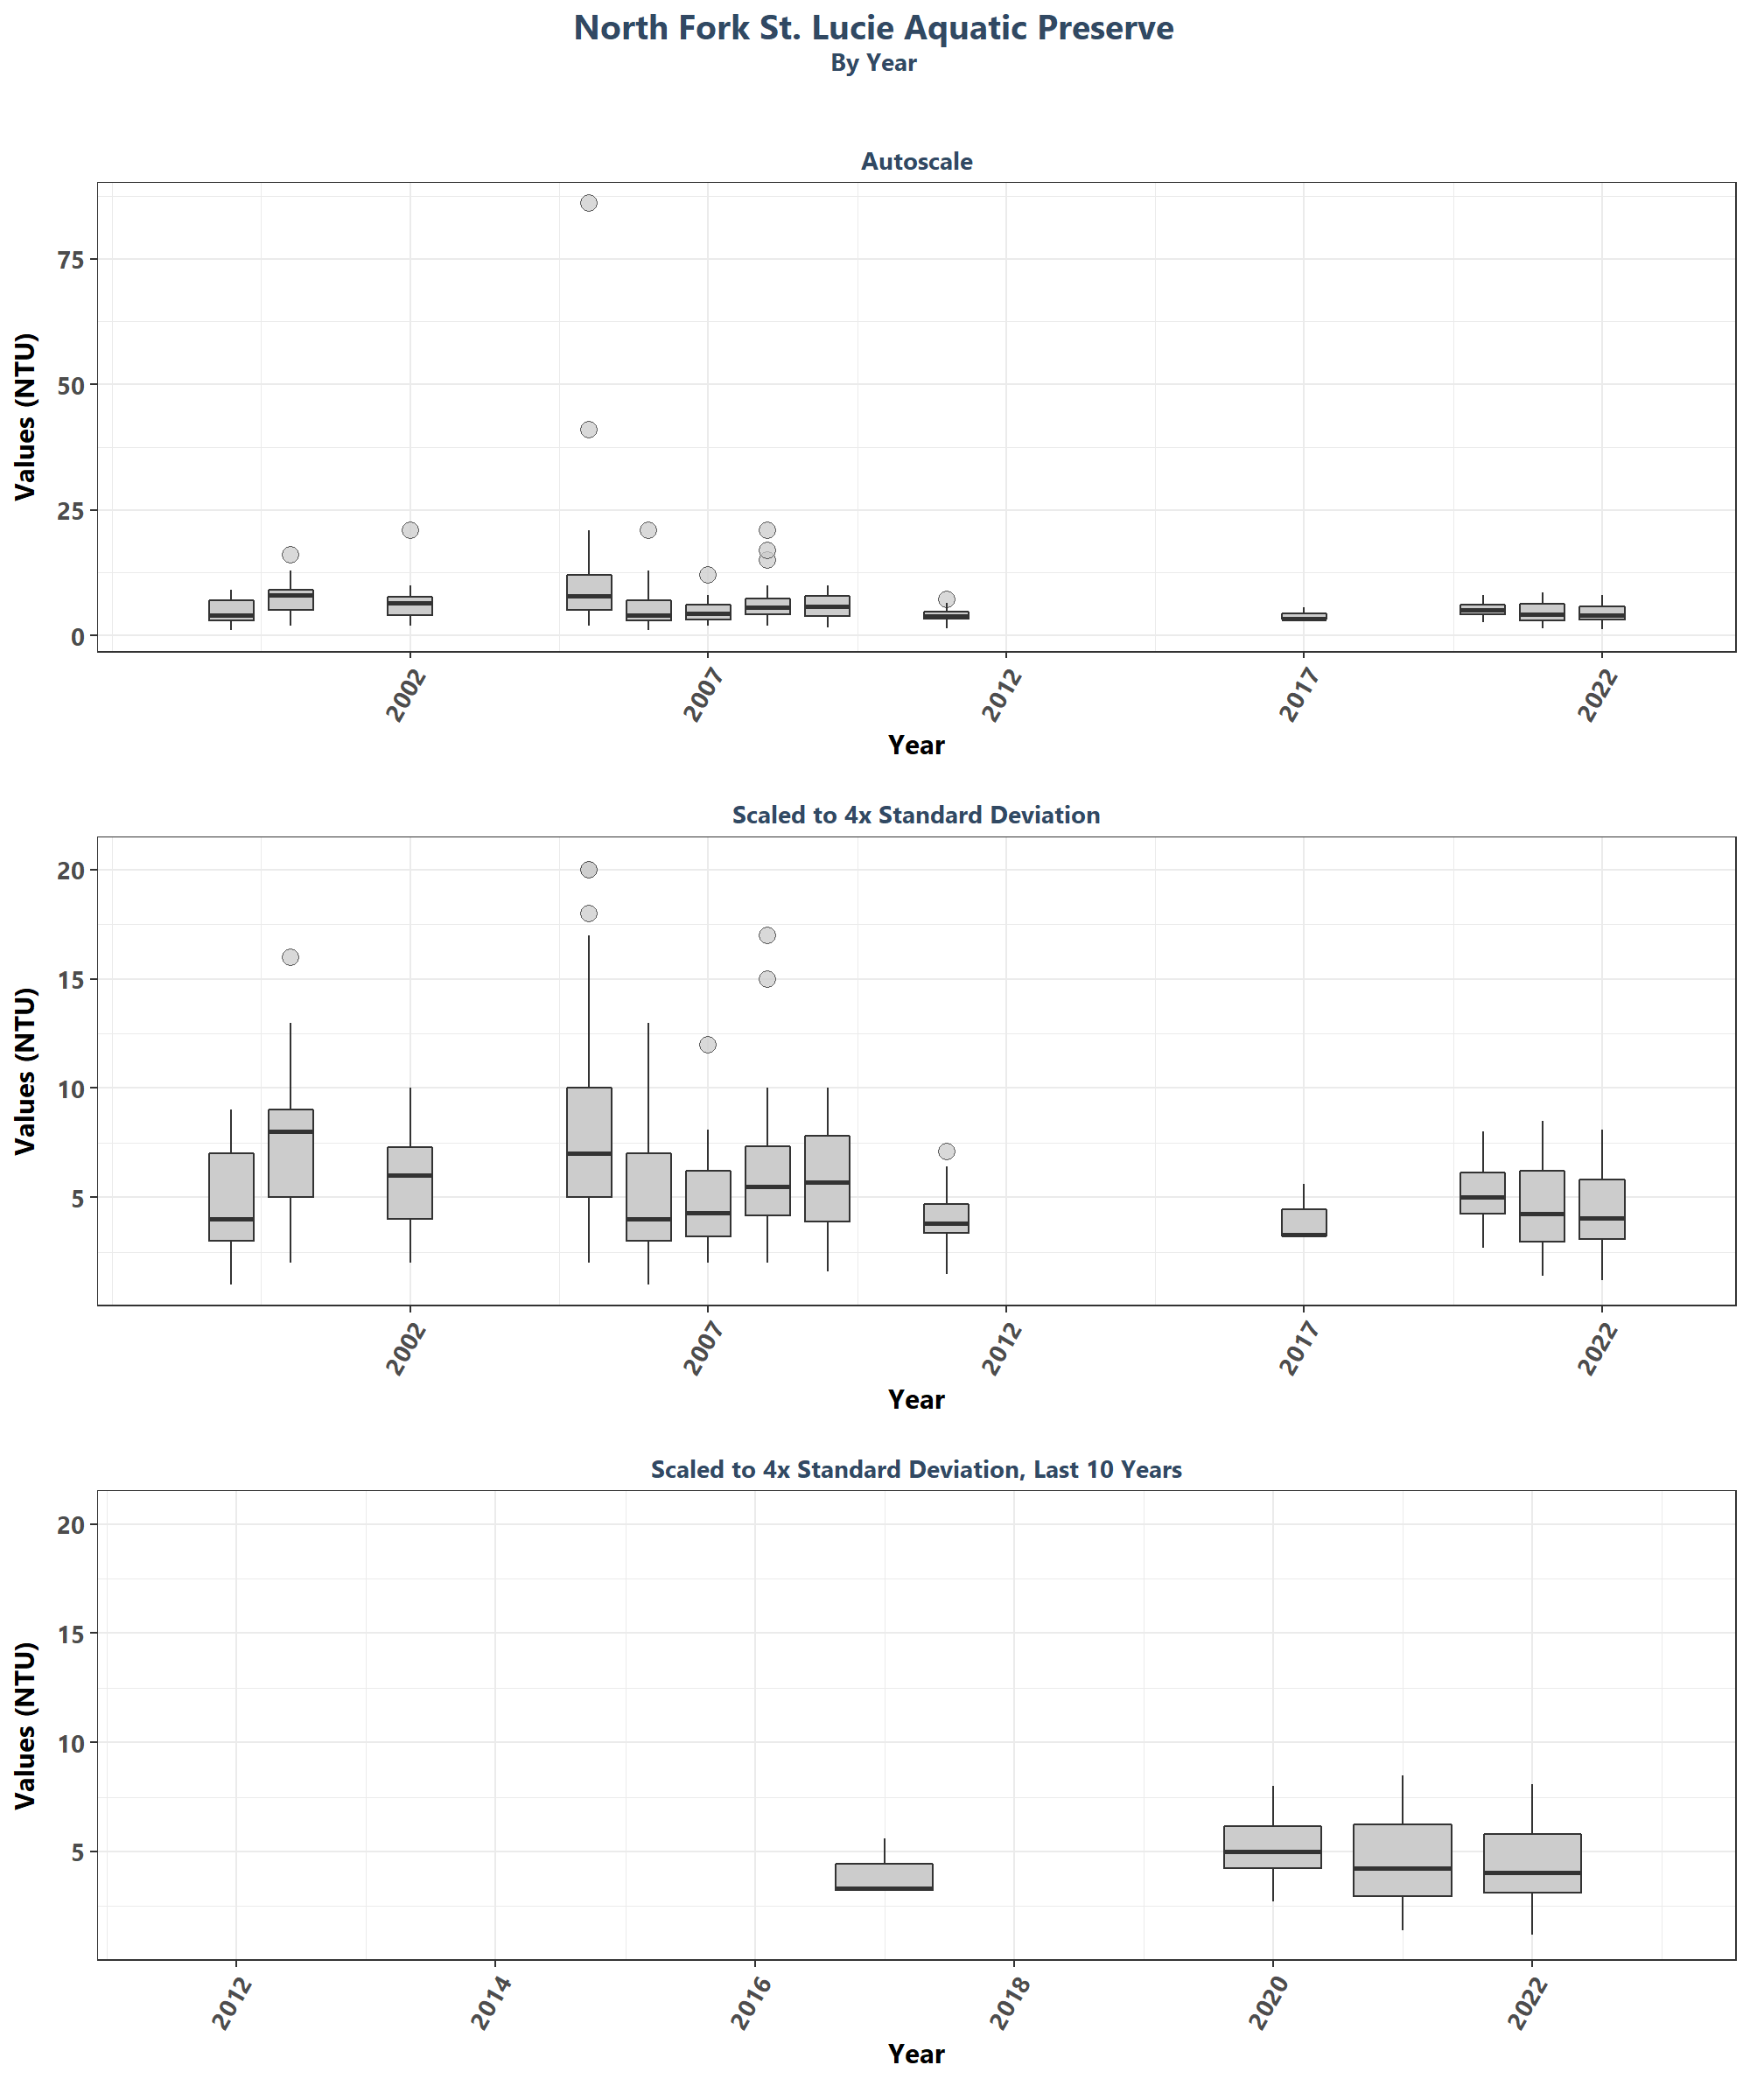 North Fork St. Lucie Aquatic Preserve
By Year
Autoscale
Values (NTU)
75
50
25
0
2002
2007
2012
2017
2022
Year
Scaled to 4x Standard Deviation
Values (NTU)
20
15
10
5
2002
2007
2012
2017
2022
Year
Scaled to 4x Standard Deviation, Last 10 Years
Values (NTU)
20
15
10
5
2012
2014
2016
2018
2020
2022
Year